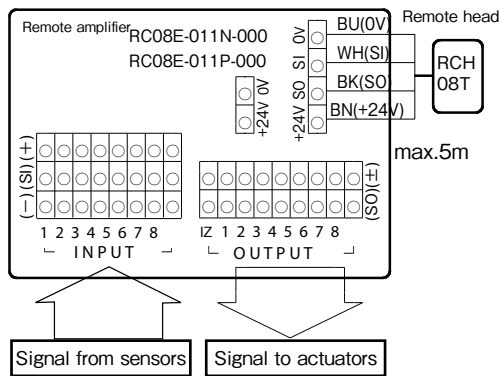 Remote amplifier
RC08E-011N-000
RC08E-011P-000
Remote head
BU(0V)
WH(SI)
BK(SO)
BN(+24V)
0V
SI
SO
+24V
+24V 0V
RCH
08T
max.5m
(+)
(SI)
(−)
(±)
(SO)
1 2 3 4 5 6 7 8
INPUT
IZ 1 2 3 4 5 6 7 8
OUTPUT
Signal from sensors
Signal to actuators